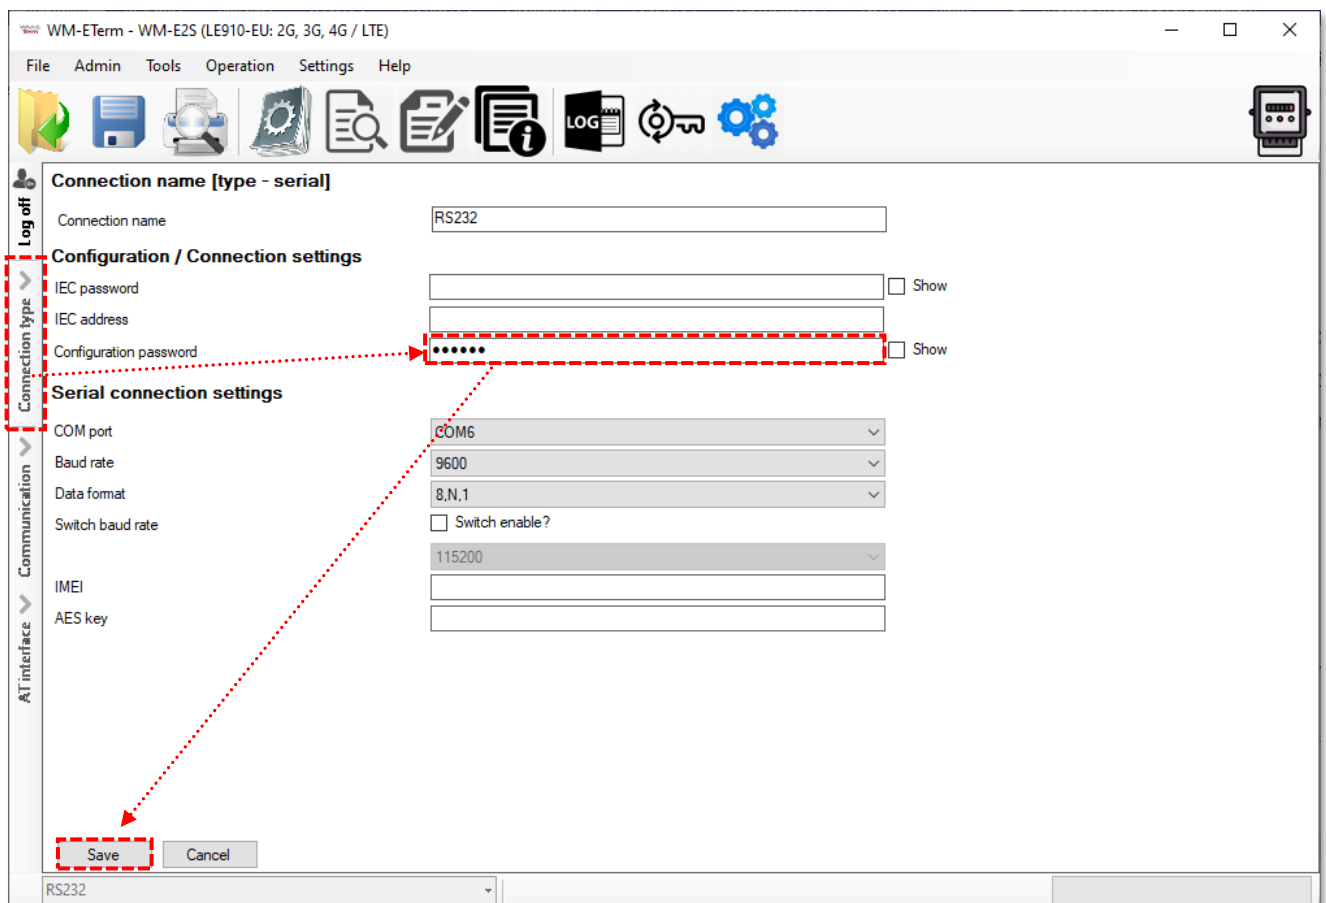 WM-ETerm - WM-E2S (LE910-EU: 2G, 3G, 4G / LTE)
File Admin Tools Operation Settings Help
LOG
Log off
Connection type
Communication
AT interface
Connection name [type - serial]
Connection name RS232
Configuration / Connection settings
IEC password Show
IEC address
Configuration password •••••• Show
Serial connection settings
COM port COM6
Baud rate 9600
Data format 8,N,1
Switch baud rate Switch enable?
115200
IMEI
AES key
Save Cancel
RS232